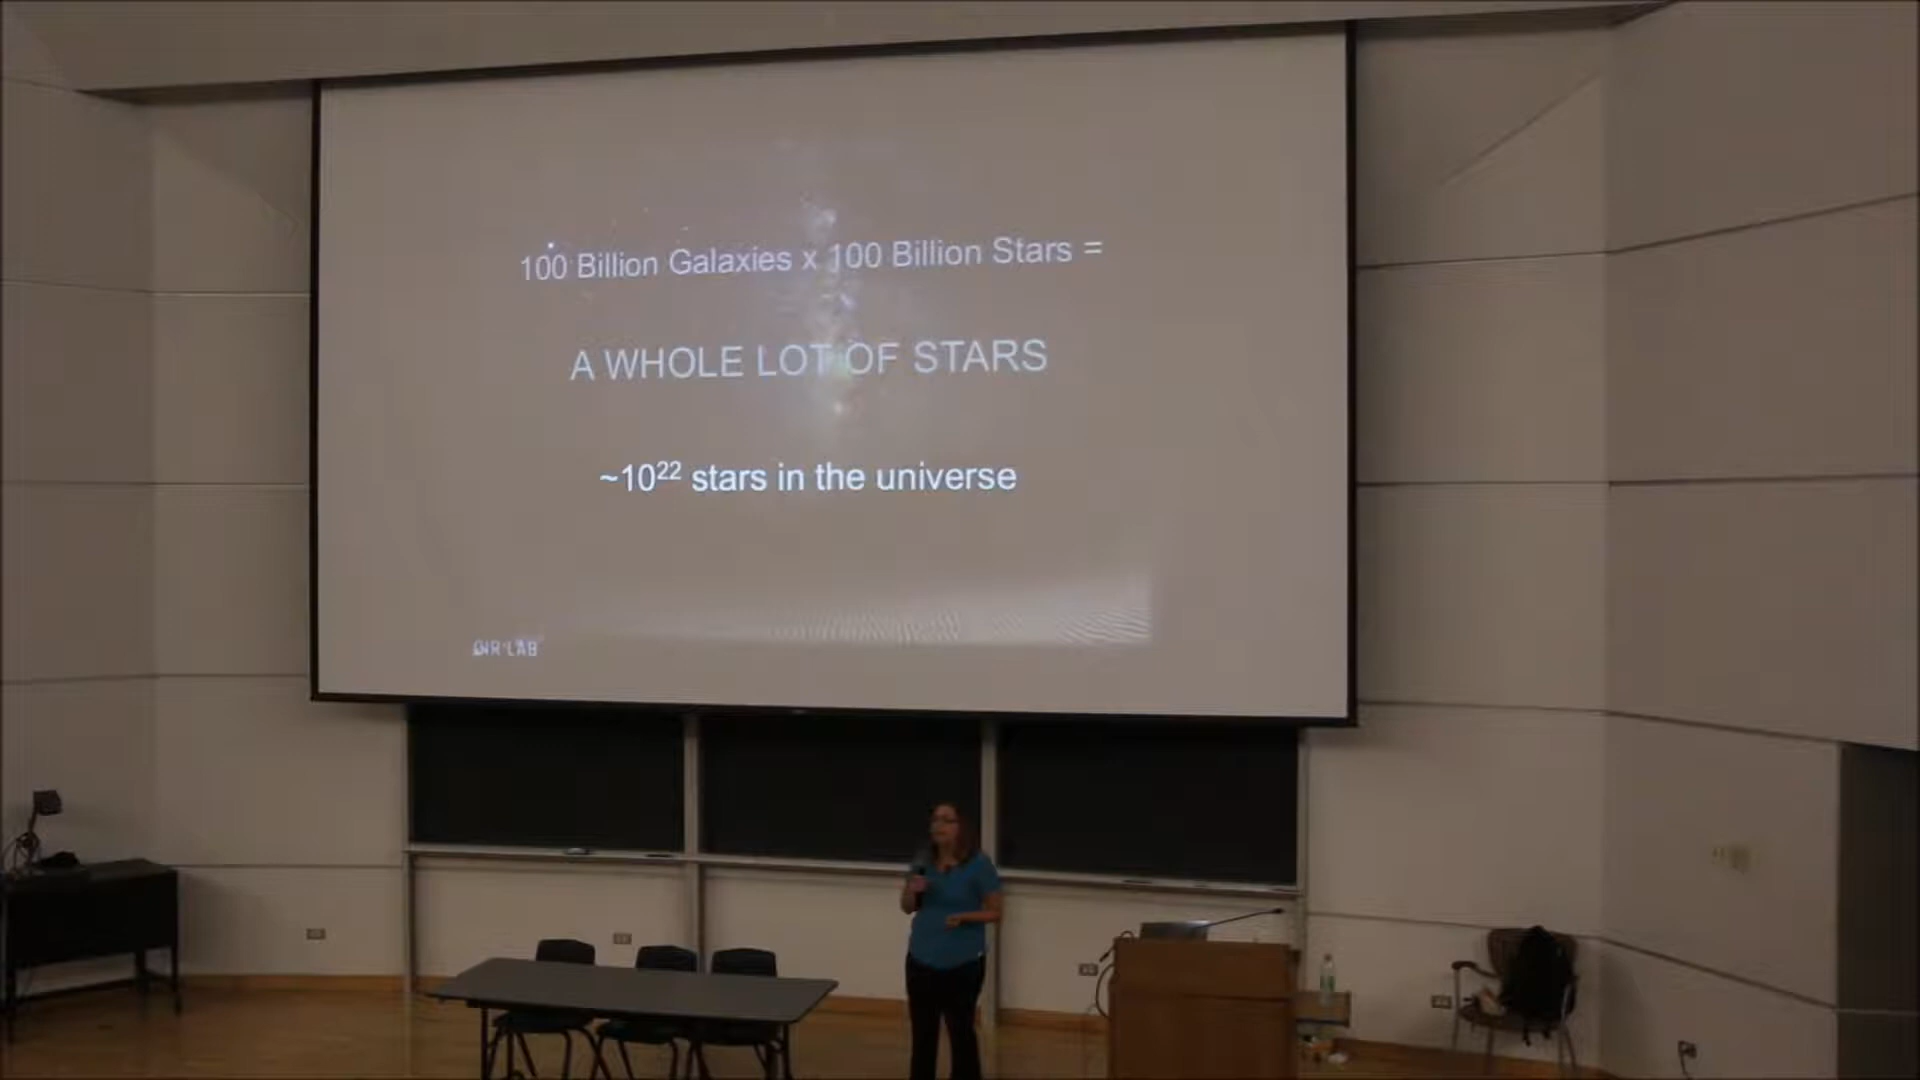 100 Billion Galaxies x 100 Billion Stars =
A WHOLE LOT OF STARS
~10²² stars in the universe